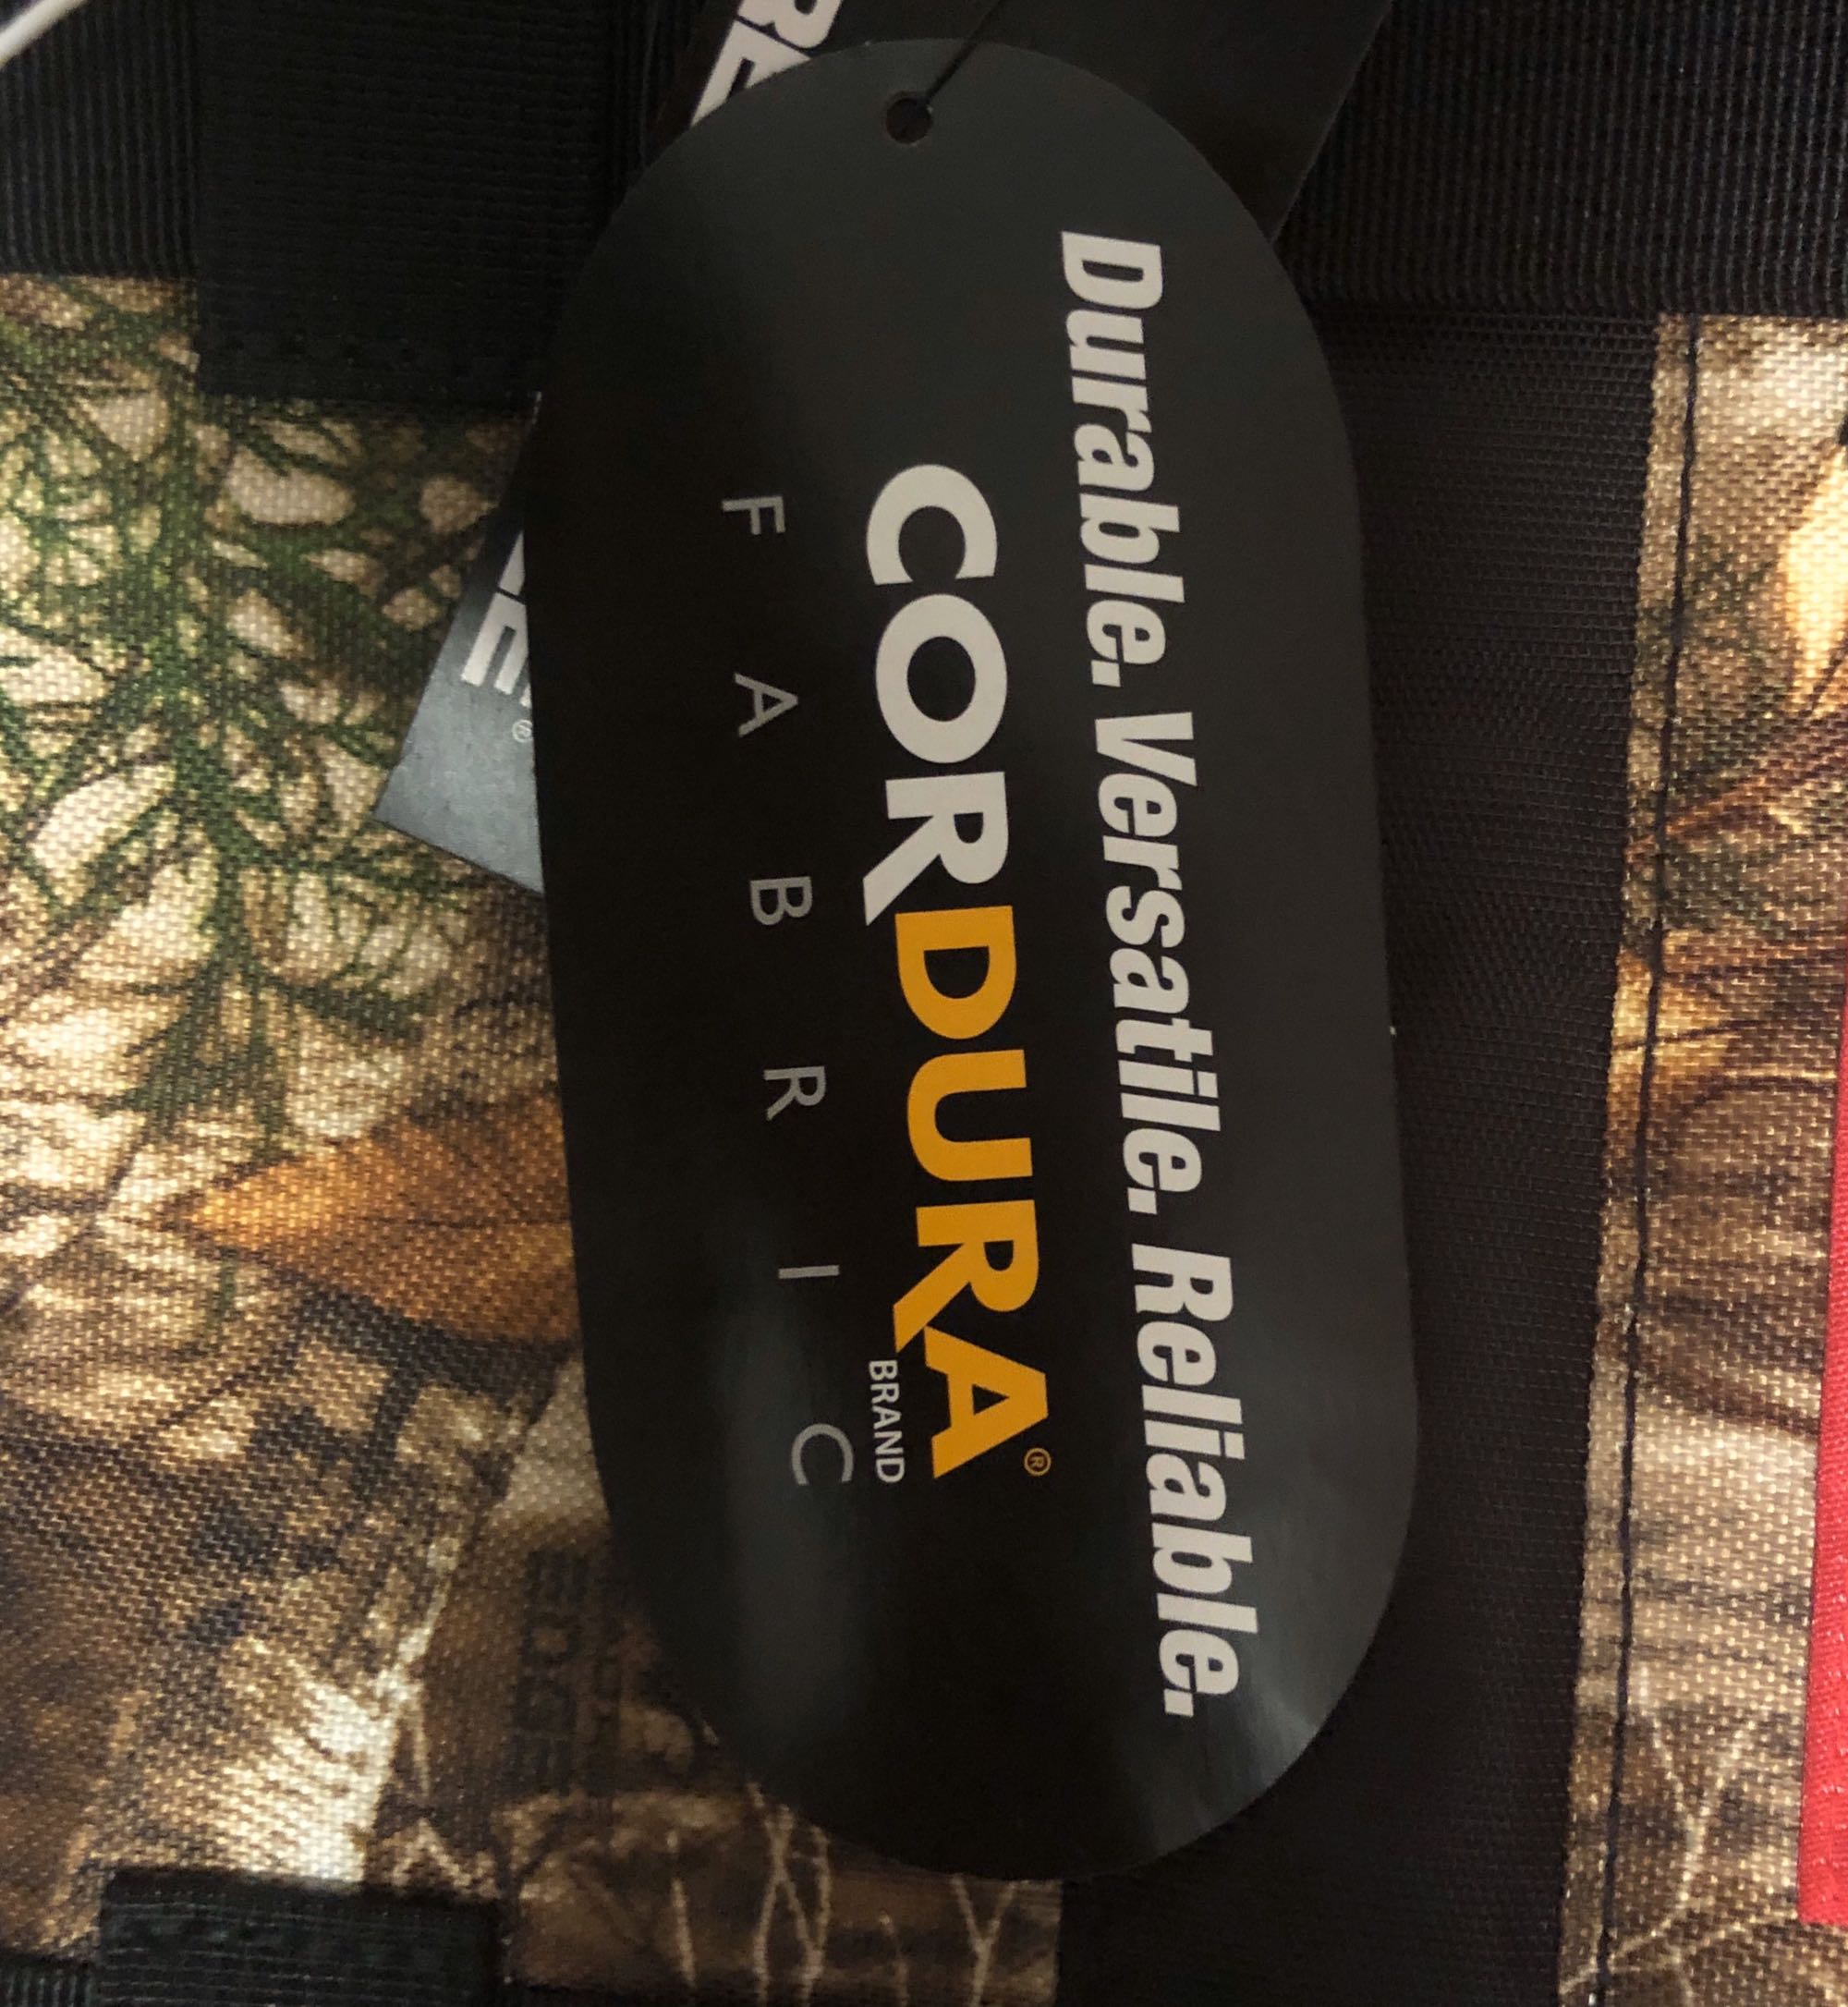 Durable. Versatile. Reliable.
CORDURA®
BRAND
FABRIC